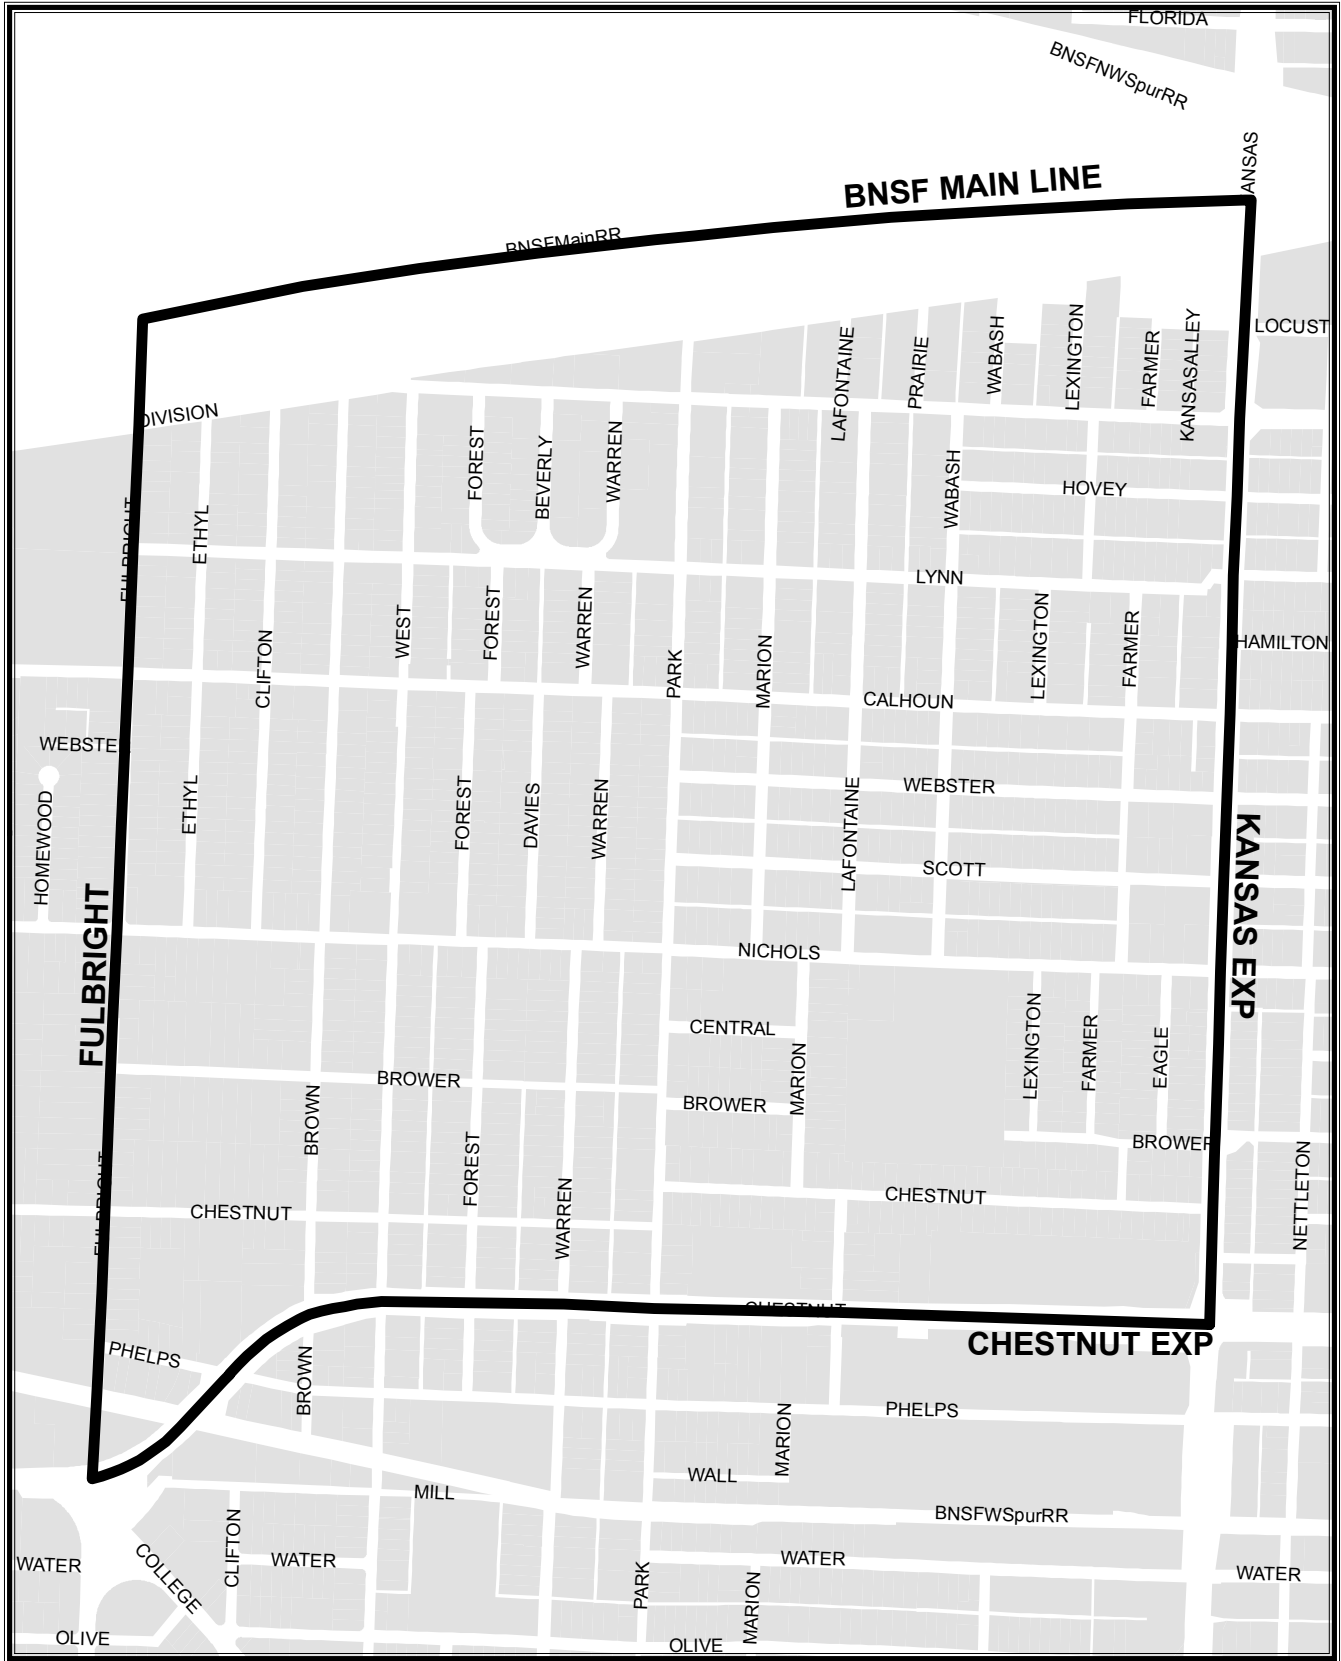 FLORIDA
BNSFNWSpurRR
ANSAS
BNSF MAIN LINE
BNSFMainRR
LOCUST
KANSASALLEY
LEXINGTON
WABASH
FARMER
LAFONTAINE
PRAIRIE
DIVISION
FOREST
BEVERLY
WARREN
WABASH
HOVEY
FULBRIGHT
ETHYL
LYNN
FOREST
WARREN
WEST
LEXINGTON
FARMER
HAMILTON
CLIFTON
PARK
MARION
CALHOUN
WEBSTE
WEBSTER
HOMEWOOD
ETHYL
FOREST
DAVIES
WARREN
LAFONTAINE
SCOTT
KANSAS EXP
FULBRIGHT
NICHOLS
CENTRAL
LEXINGTON
FARMER
EAGLE
MARION
BROWER
BROWER
BROWN
FOREST
BROWER
NETTLETON
FULBRIGHT
CHESTNUT
WARREN
CHESTNUT
CHESTNUT
CHESTNUT EXP
PHELPS
BROWN
PHELPS
MARION
WALL
MILL
BNSFWSpurRR
CLIFTON
WATER
COLLEGE
WATER
WATER
WATER
PARK
MARION
OLIVE
OLIVE